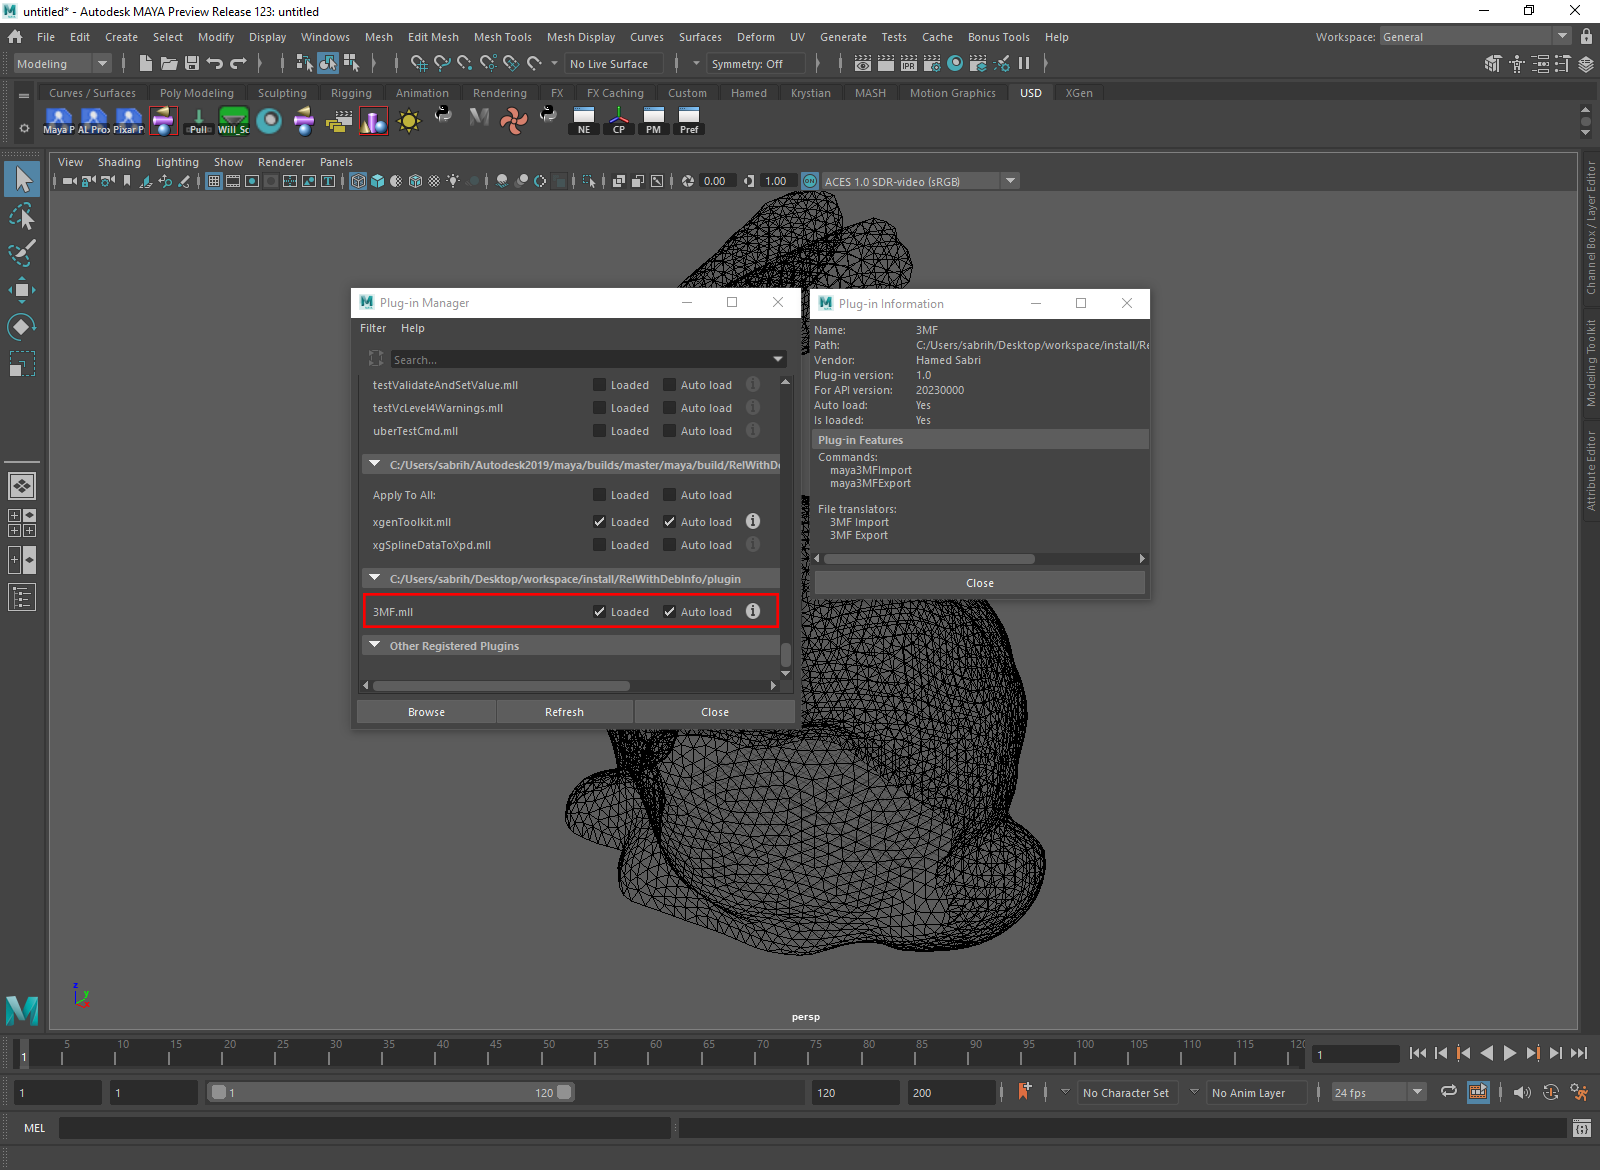 untitled* - Autodesk MAYA Preview Release 123: untitled
File Edit Create Select Modify Display Windows Mesh Edit Mesh Mesh Tools Mesh Display Curves Surfaces Deform UV Generate Tests Cache Bonus Tools Help
Workspace: General
Modeling
No Live Surface
Symmetry: Off
IPR
Curves / Surfaces Poly Modeling Sculpting Rigging Animation Rendering FX FX Caching Custom Hamed Krystian MASH Motion Graphics USD XGen
Maya P AL Prox Pixar P Pull Will_Sc NE CP PM Pref
View Shading Lighting Show Renderer Panels
0.00 1.00 ON ACES 1.0 SDR-video (sRGB)
Channel Box / Layer Editor
Modeling Toolkit
Attribute Editor
Plug-in Manager
Filter Help
Search...
testValidateAndSetValue.mll Loaded Auto load
testVcLevel4Warnings.mll Loaded Auto load
uberTestCmd.mll Loaded Auto load
C:/Users/sabrih/Autodesk2019/maya/builds/master/maya/build/RelWithDe
Apply To All: Loaded Auto load
xgenToolkit.mll Loaded Auto load
xgSplineDataToXpd.mll Loaded Auto load
C:/Users/sabrih/Desktop/workspace/install/RelWithDebInfo/plugin
3MF.mll Loaded Auto load
Other Registered Plugins
Browse Refresh Close
Plug-in Information
Name: 3MF
Path: C:/Users/sabrih/Desktop/workspace/install/Rel
Vendor: Hamed Sabri
Plug-in version: 1.0
For API version: 20230000
Auto load: Yes
Is loaded: Yes
Plug-in Features
Commands:
maya3MFImport
maya3MFExport
File translators:
3MF Import
3MF Export
Close
z
y
x
persp
1 5 10 15 20 25 30 35 40 45 50 55 60 65 70 75 80 85 90 95 100 105 110 115 120
1
1 1 1 120 120 200
No Character Set No Anim Layer 24 fps
MEL